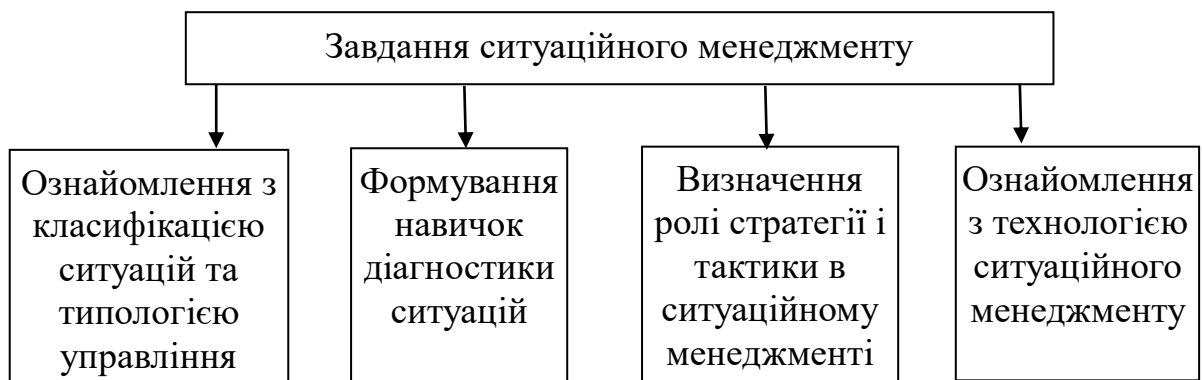 Завдання ситуаційного менеджменту
Ознайомлення з
класифікацією
ситуацій та
типологією
управління
Формування
навичок
діагностики
ситуацій
Визначення
ролі стратегії і
тактики в
ситуаційному
менеджменті
Ознайомлення
з технологією
ситуаційного
менеджменту